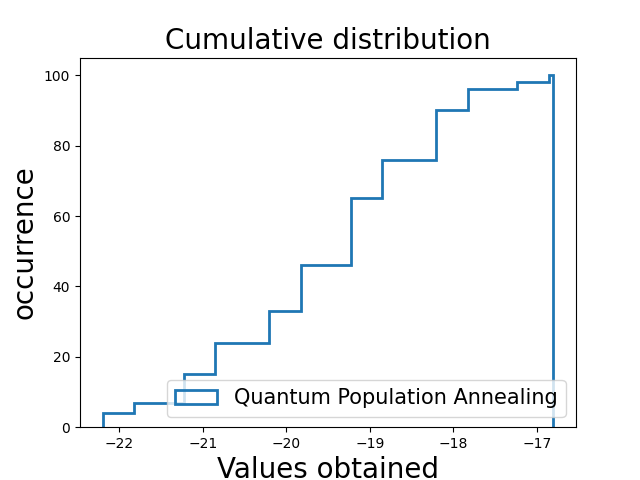 Cumulative distribution
100
80
60
40
20
0
occurrence
Quantum Population Annealing
−22 −21 −20 −19 −18 −17
Values obtained